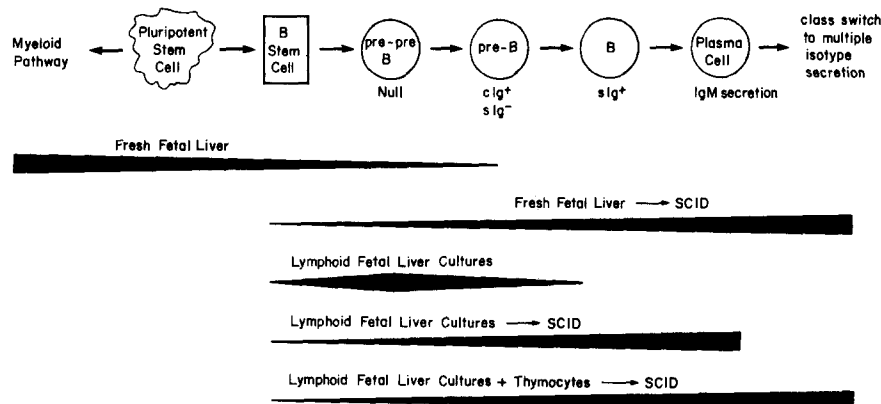 Myeloid
Pathway
Pluripotent
Stem
Cell
B
Stem
Cell
pre-pre
B
Null
pre-B
cIg+
sIg-
B
sIg+
Plasma
Cell
IgM secretion
class switch
to multiple
isotype
secretion
Fresh Fetal Liver
Fresh Fetal Liver → SCID
Lymphoid Fetal Liver Cultures
Lymphoid Fetal Liver Cultures → SCID
Lymphoid Fetal Liver Cultures + Thymocytes → SCID